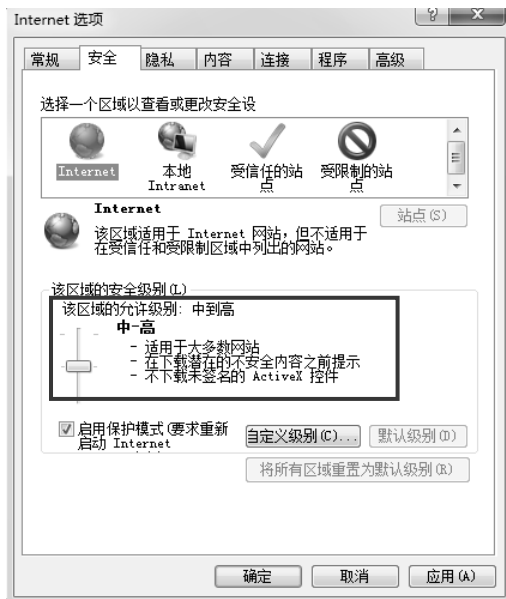 Internet 选项
常规 安全 隐私 内容 连接 程序 高级
选择一个区域以查看或更改安全设
Internet 本地 受信任的站 受限制的站
Intranet 点 点
Internet
站点(S)
该区域适用于 Internet 网站，但不适用于
在受信任和受限制区域中列出的网站。
该区域的安全级别(L)
该区域的允许级别: 中到高
中-高
- 适用于大多数网站
- 在下载潜在的不安全内容之前提示
- 不下载未签名的 ActiveX 控件
启用保护模式(要求重新
启动 Internet
自定义级别(C)... 默认级别(D)
将所有区域重置为默认级别(R)
确定 取消 应用(A)